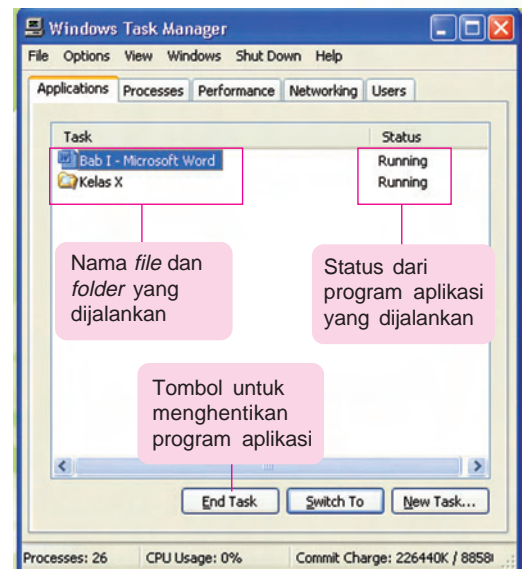 Windows Task Manager
File Options View Windows Shut Down Help
Applications Processes Performance Networking Users
Task Status
Bab I - Microsoft Word Running
Kelas X Running
Nama file dan
folder yang
dijalankan
Status dari
program aplikasi
yang dijalankan
Tombol untuk
menghentikan
program aplikasi
End Task Switch To New Task...
Processes: 26 CPU Usage: 0% Commit Charge: 226440K / 8858